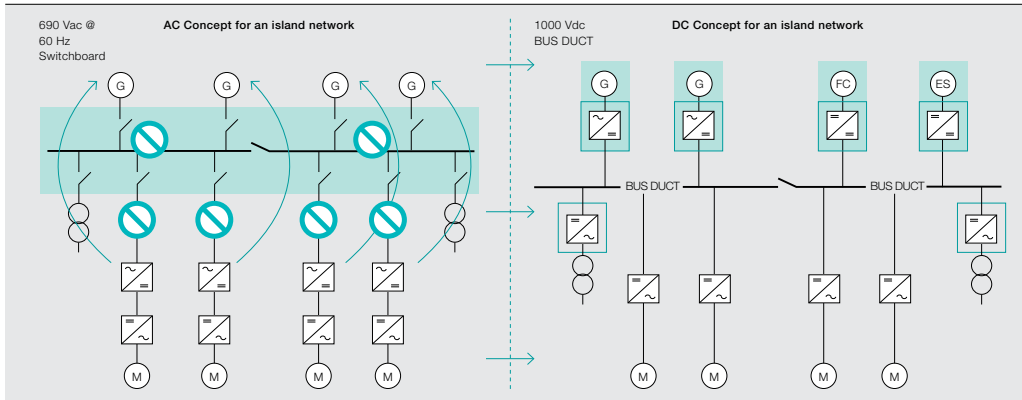 690 Vac @
60 Hz
Switchboard
AC Concept for an island network
1000 Vdc
BUS DUCT
DC Concept for an island network
G
G
G
G
G
G
FC
ES
BUS DUCT
BUS DUCT
M
M
M
M
M
M
M
M